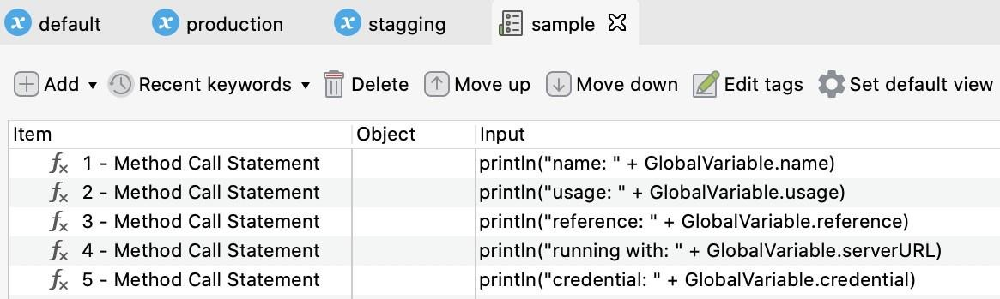 default production stagging sample
Add Recent keywords Delete Move up Move down Edit tags Set default view
Item Object Input
1 - Method Call Statement println("name: " + GlobalVariable.name)
2 - Method Call Statement println("usage: " + GlobalVariable.usage)
3 - Method Call Statement println("reference: " + GlobalVariable.reference)
4 - Method Call Statement println("running with: " + GlobalVariable.serverURL)
5 - Method Call Statement println("credential: " + GlobalVariable.credential)